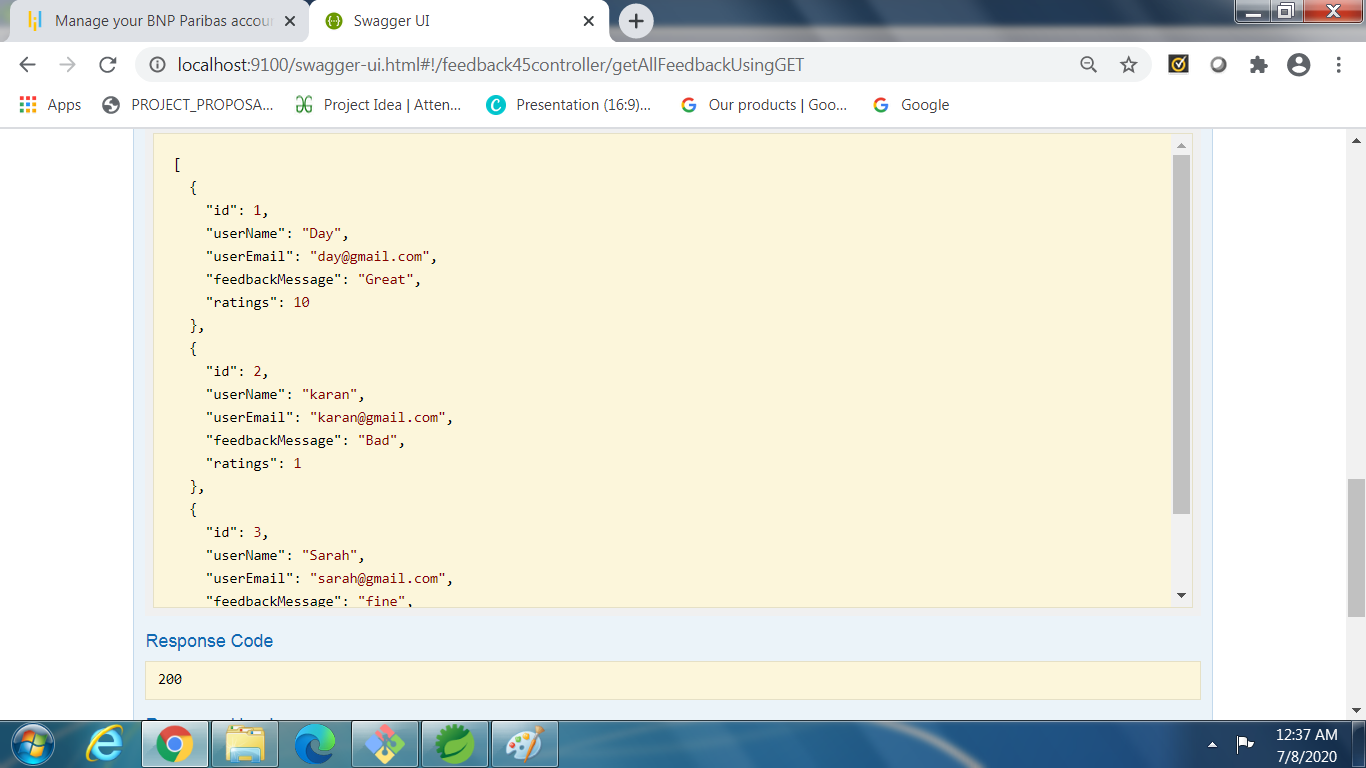 Manage your BNP Paribas accou
Swagger UI
localhost:9100/swagger-ui.html#!/feedback45controller/getAllFeedbackUsingGET
Apps PROJECT_PROPOSA... Project Idea | Atten... Presentation (16:9)... Our products | Goo... Google
[
{
"id": 1,
"userName": "Day",
"userEmail": "day@gmail.com",
"feedbackMessage": "Great",
"ratings": 10
},
{
"id": 2,
"userName": "karan",
"userEmail": "karan@gmail.com",
"feedbackMessage": "Bad",
"ratings": 1
},
{
"id": 3,
"userName": "Sarah",
"userEmail": "sarah@gmail.com",
"feedbackMessage": "fine",
Response Code
200
12:37 AM
7/8/2020